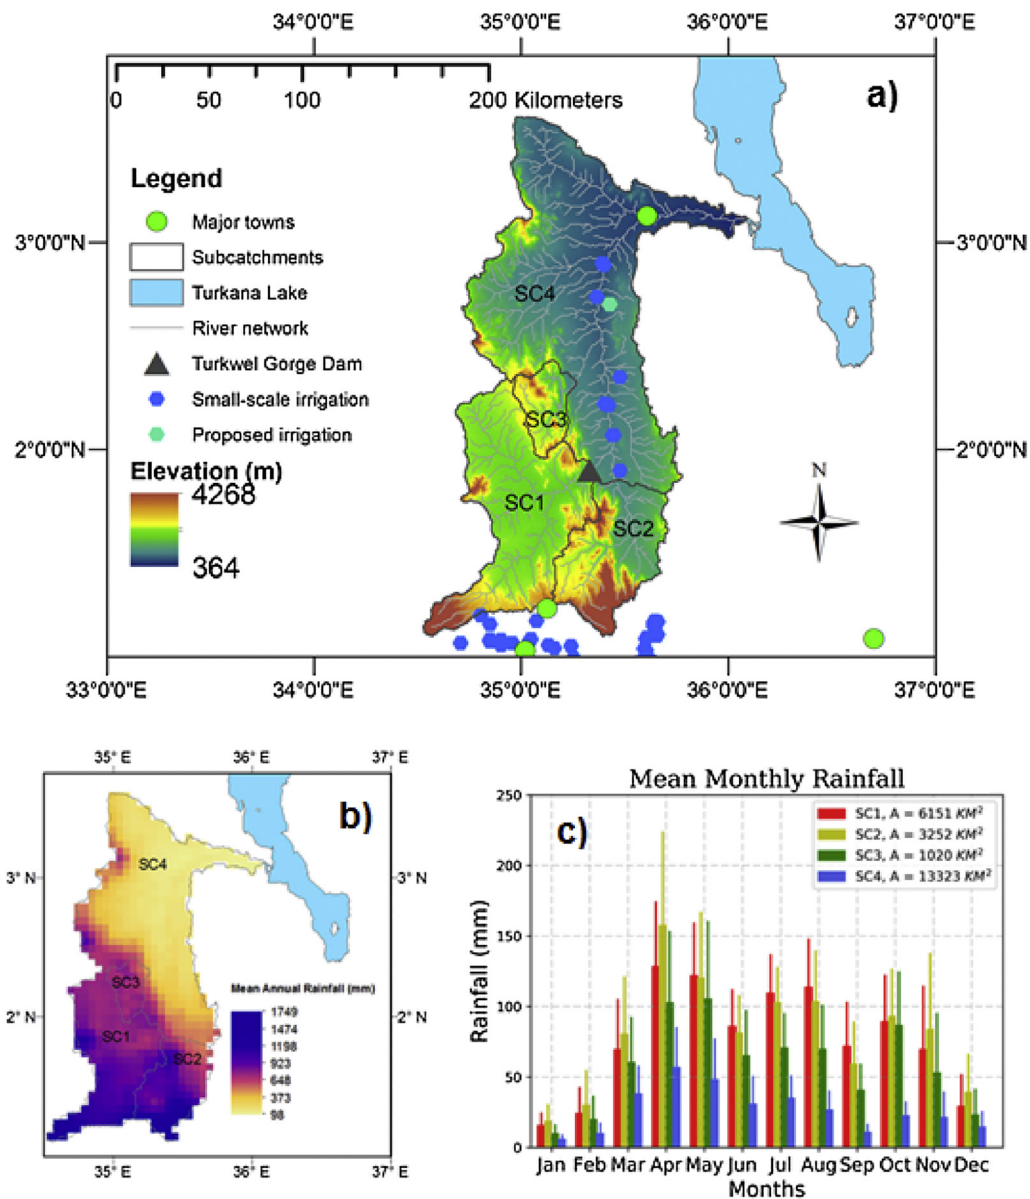 34°0'0"E 35°0'0"E 36°0'0"E 37°0'0"E
a)
0 50 100 200 Kilometers
Legend
Major towns
Subcatchments
Turkana Lake
River network
Turkwel Gorge Dam
Small-scale irrigation
Proposed irrigation
Elevation (m)
4268
364
3°0'0"N 3°0'0"N
2°0'0"N 2°0'0"N
SC4
SC3
SC1
SC2
N
33°0'0"E 34°0'0"E 35°0'0"E 36°0'0"E 37°0'0"E
35° E 36° E 37° E
b)
SC4
3° N 3° N
SC3
2° N 2° N
SC1
SC2
Mean Annual Rainfall (mm)
1749
1474
1198
923
648
373
98
35° E 36° E 37° E
Mean Monthly Rainfall
c)
SC1, A = 6151 KM²
SC2, A = 3252 KM²
SC3, A = 1020 KM²
SC4, A = 13323 KM²
Rainfall (mm)
250
200
150
100
50
0
Jan Feb Mar Apr May Jun Jul Aug Sep Oct Nov Dec
Months